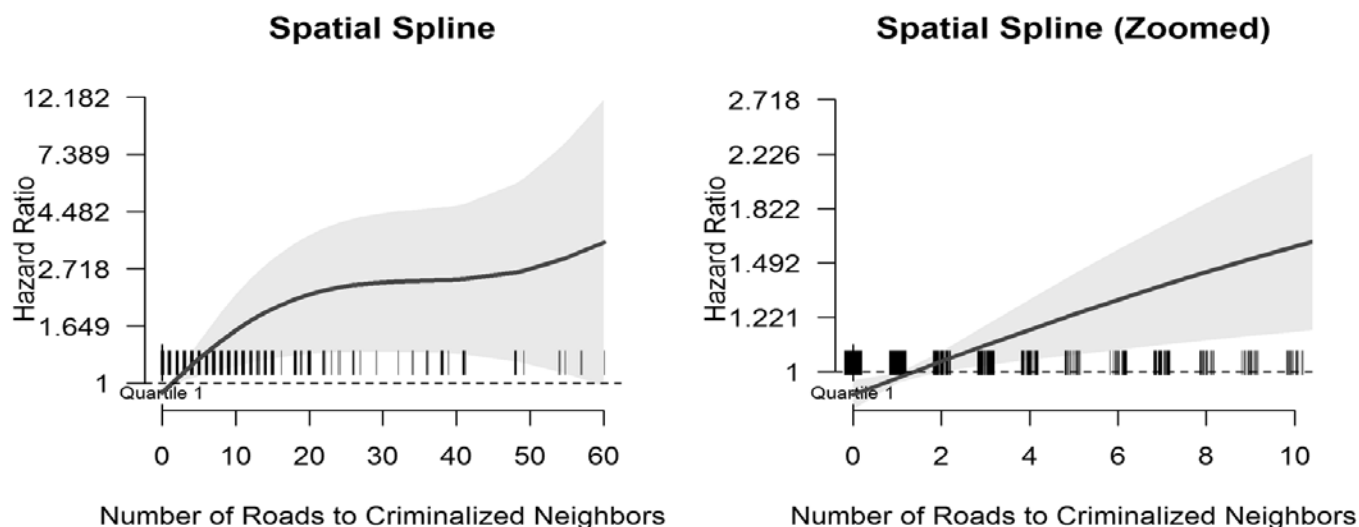 Spatial Spline
12.182
7.389
4.482
2.718
1.649
1
Hazard Ratio
Quartile 1
0 10 20 30 40 50 60
Number of Roads to Criminalized Neighbors
Spatial Spline (Zoomed)
2.718
2.226
1.822
1.492
1.221
1
Hazard Ratio
Quartile 1
0 2 4 6 8 10
Number of Roads to Criminalized Neighbors